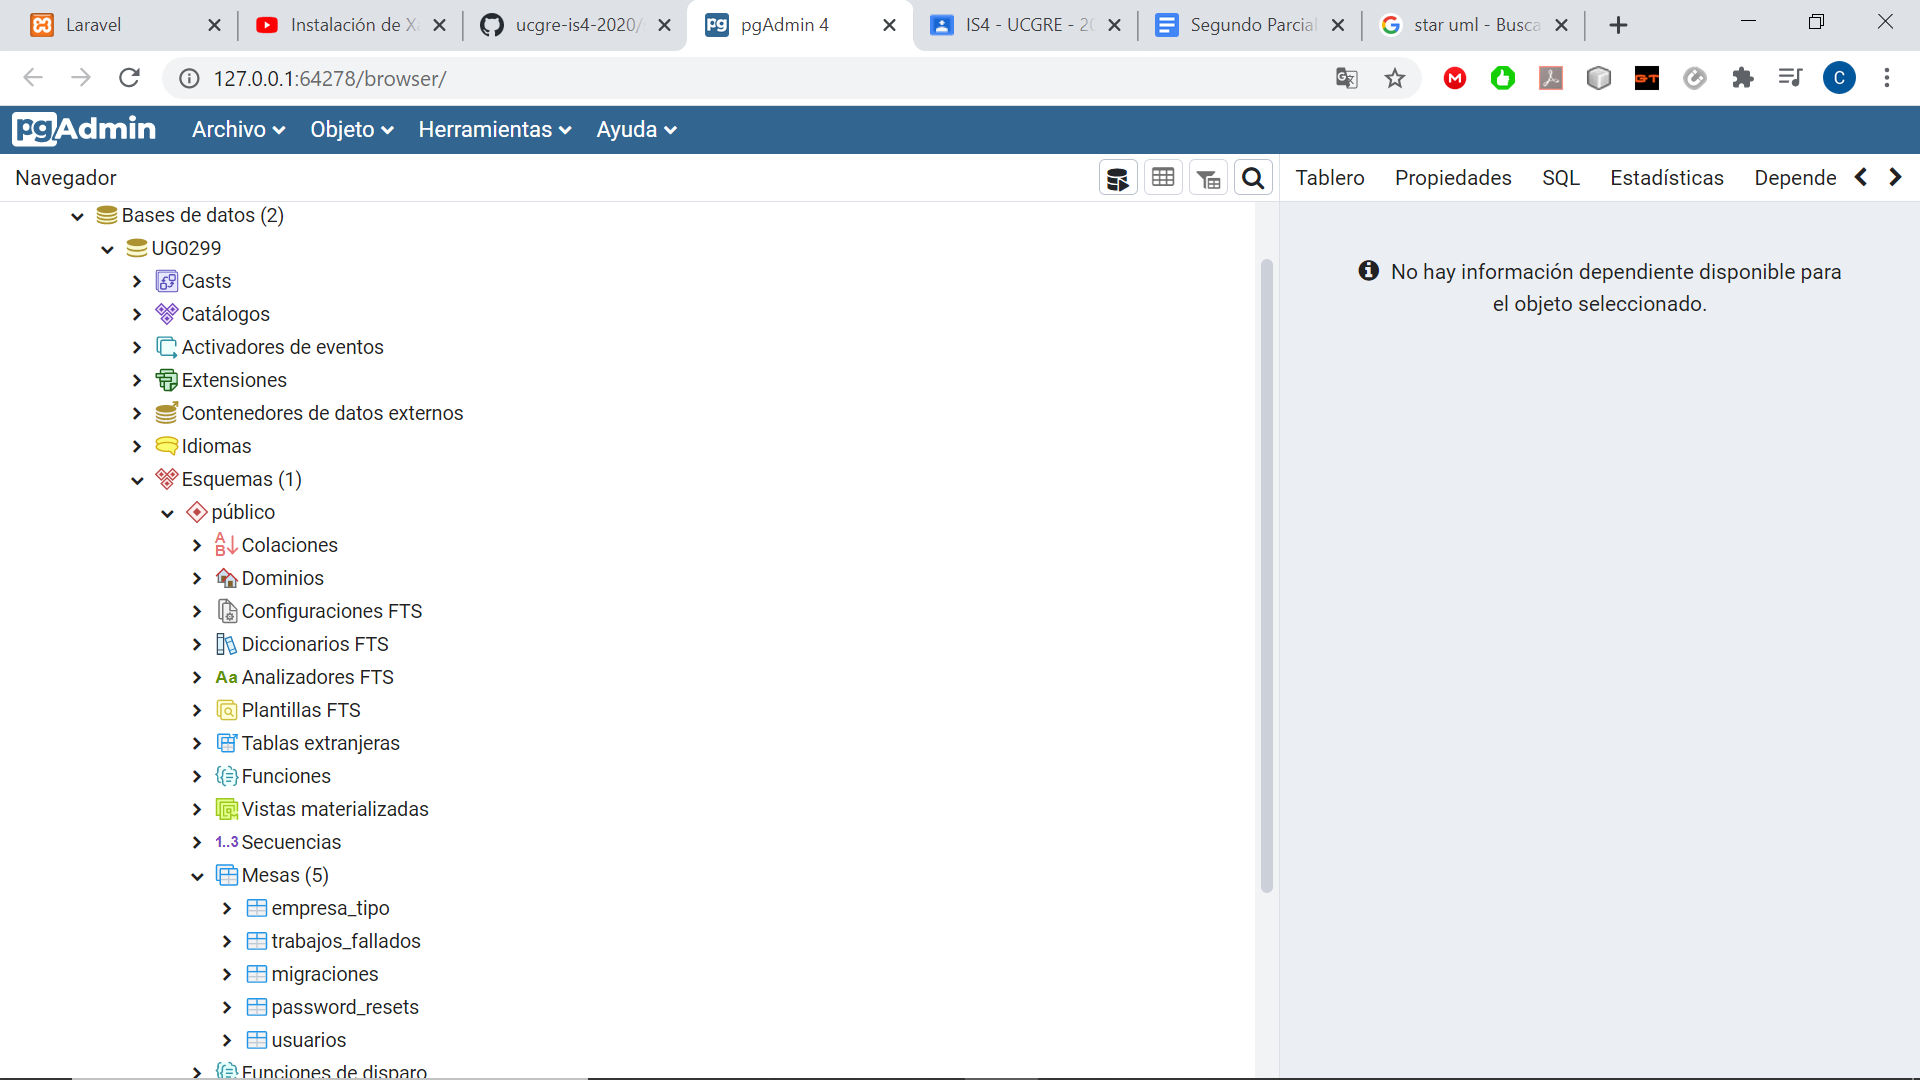 Laravel
Instalación de X
ucgre-is4-2020/
pgAdmin 4
IS4 - UCGRE - 20
Segundo Parcial
star uml - Busca
127.0.0.1:64278/browser/
GT
C
pgAdmin
Archivo
Objeto
Herramientas
Ayuda
Navegador
Tablero
Propiedades
SQL
Estadísticas
Depende
Bases de datos (2)
UG0299
Casts
Catálogos
Activadores de eventos
Extensiones
Contenedores de datos externos
Idiomas
Esquemas (1)
público
Colaciones
Dominios
Configuraciones FTS
Diccionarios FTS
Aa Analizadores FTS
Plantillas FTS
Tablas extranjeras
Funciones
Vistas materializadas
1..3 Secuencias
Mesas (5)
empresa_tipo
trabajos_fallados
migraciones
password_resets
usuarios
Funciones de disparo
No hay información dependiente disponible para
el objeto seleccionado.